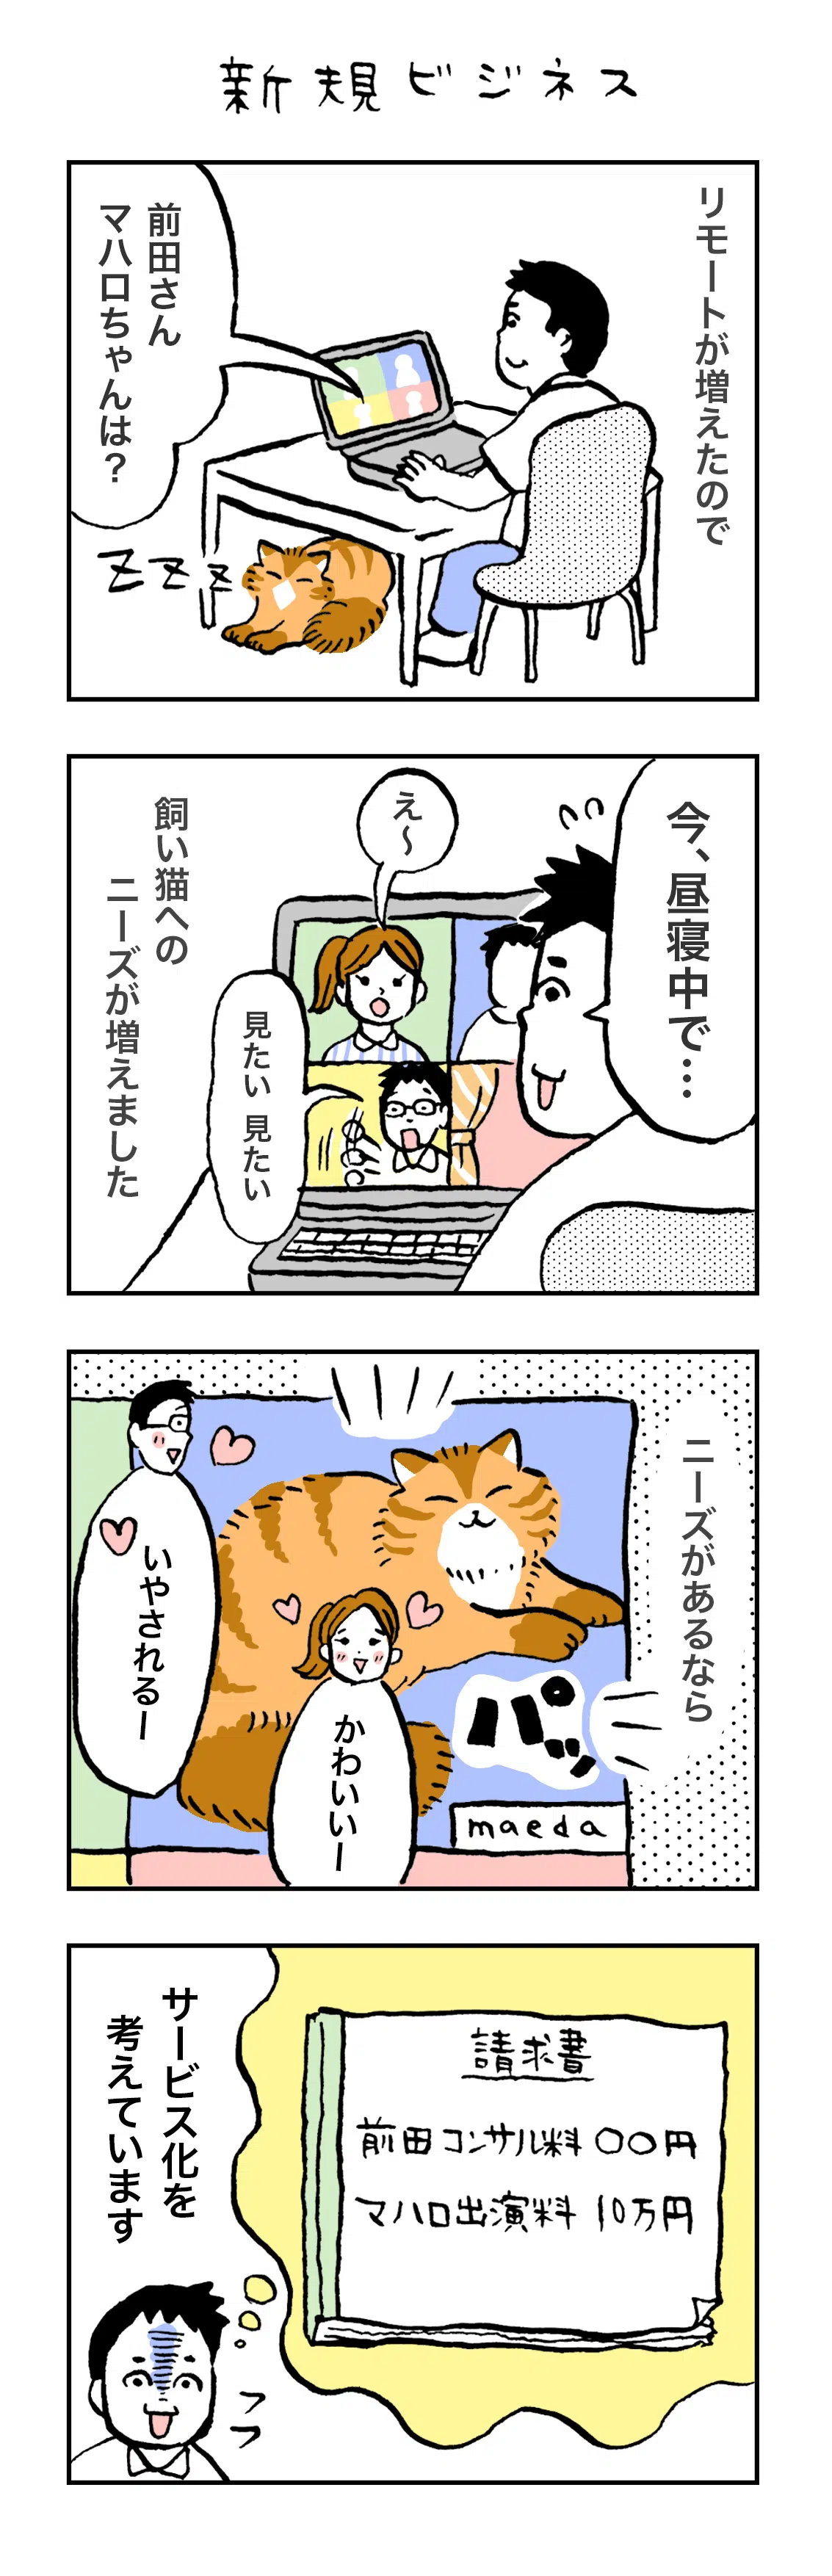 新規ビジネス
リモートが増えたので
前田さん
マハロちゃんは？
ZZZ
今、昼寝中で…
え〜
見たい 見たい
飼い猫への
ニーズが増えました
ニーズがあるなら
いやされるー
かわいいー
maeda
請求書
前田コンサル料 〇〇円
マハロ出演料 10万円
サービス化を
考えています
フフ